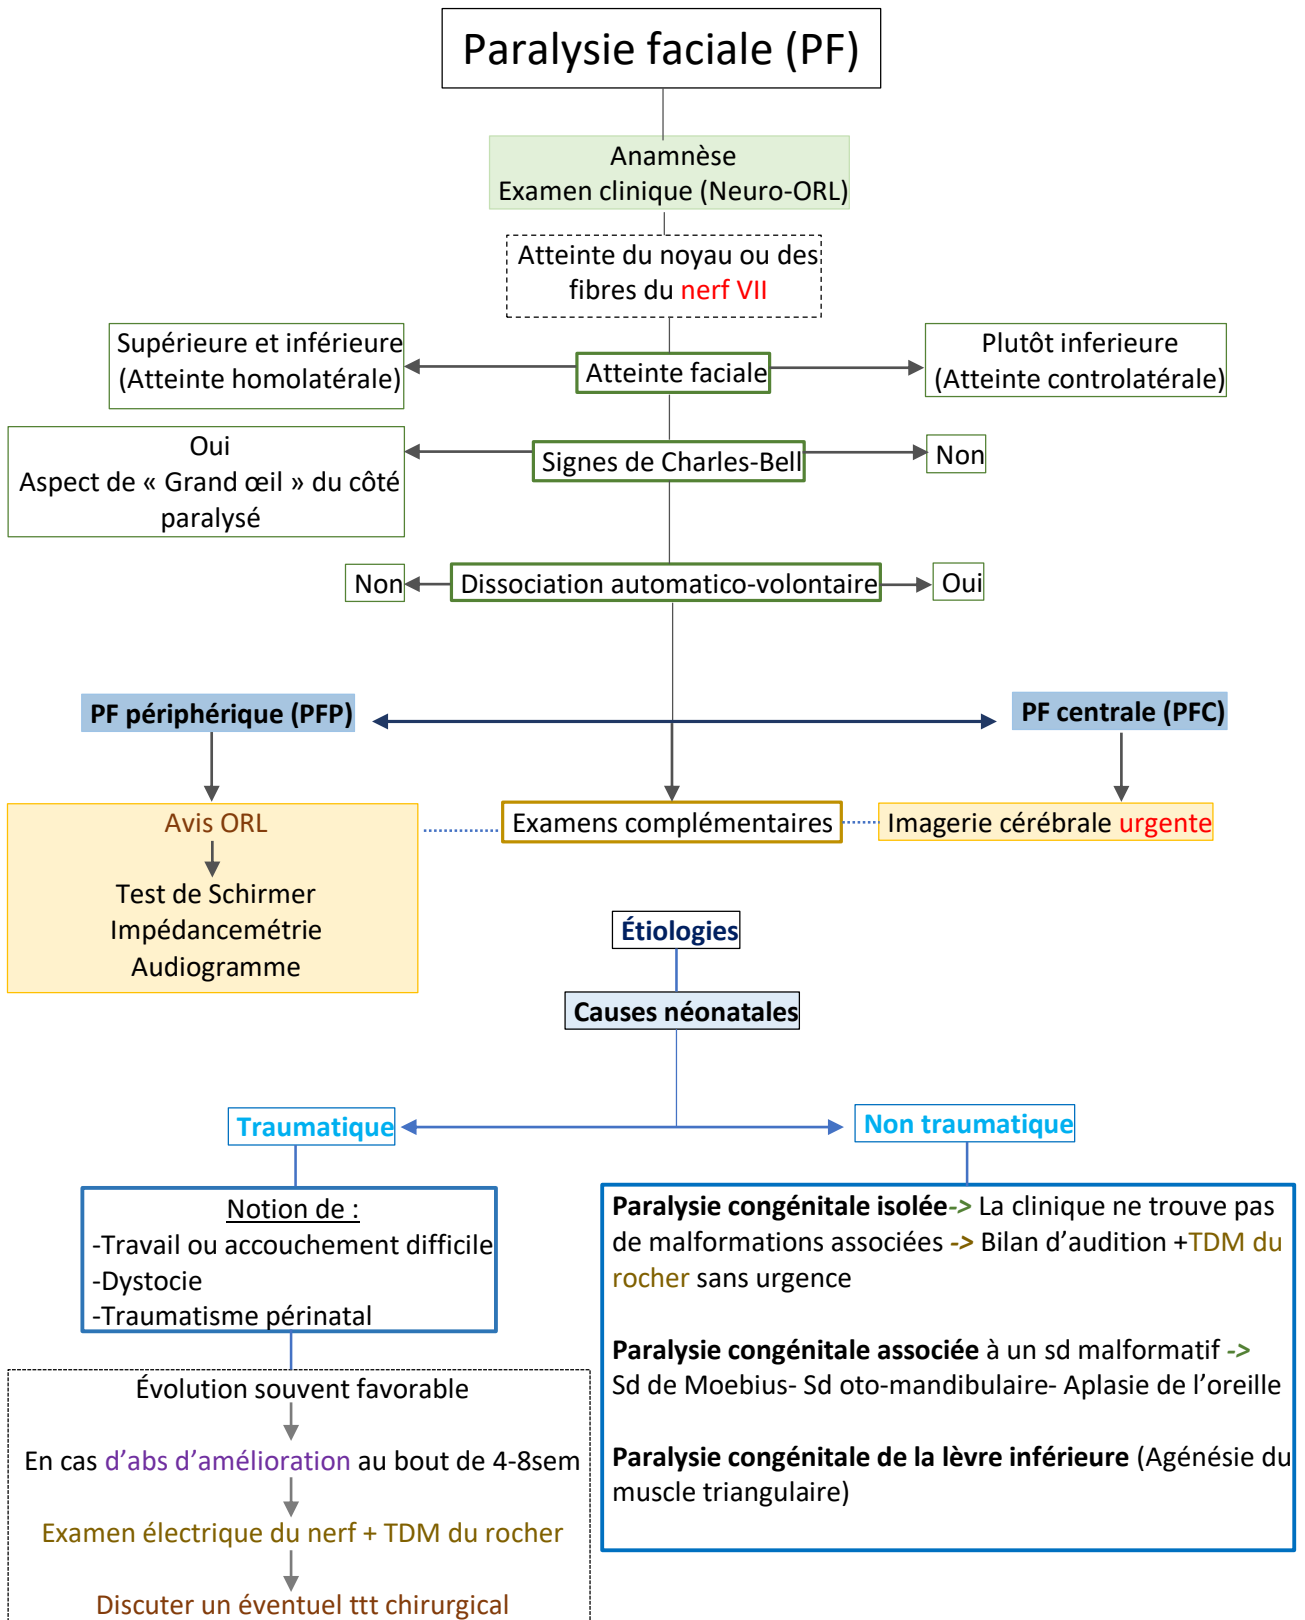 Paralysie faciale (PF)
Anamnèse
Examen clinique (Neuro-ORL)
Atteinte du noyau ou des
fibres du nerf VII
Supérieure et inférieure
(Atteinte homolatérale)
Atteinte faciale
Plutôt inferieure
(Atteinte controlatérale)
Oui
Aspect de « Grand œil » du côté
paralysé
Signes de Charles-Bell
Non
Non
Dissociation automatico-volontaire
Oui
PF périphérique (PFP)
PF centrale (PFC)
Avis ORL
Test de Schirmer
Impédancemétrie
Audiogramme
Examens complémentaires
Imagerie cérébrale urgente
Étiologies
Causes néonatales
Traumatique
Non traumatique
Notion de :
-Travail ou accouchement difficile
-Dystocie
-Traumatisme périnatal
Évolution souvent favorable
En cas d’abs d’amélioration au bout de 4-8sem
Examen électrique du nerf + TDM du rocher
Discuter un éventuel ttt chirurgical
Paralysie congénitale isolée-> La clinique ne trouve pas
de malformations associées -> Bilan d’audition +TDM du
rocher sans urgence
Paralysie congénitale associée à un sd malformatif ->
Sd de Moebius- Sd oto-mandibulaire- Aplasie de l’oreille
Paralysie congénitale de la lèvre inférieure (Agénésie du
muscle triangulaire)